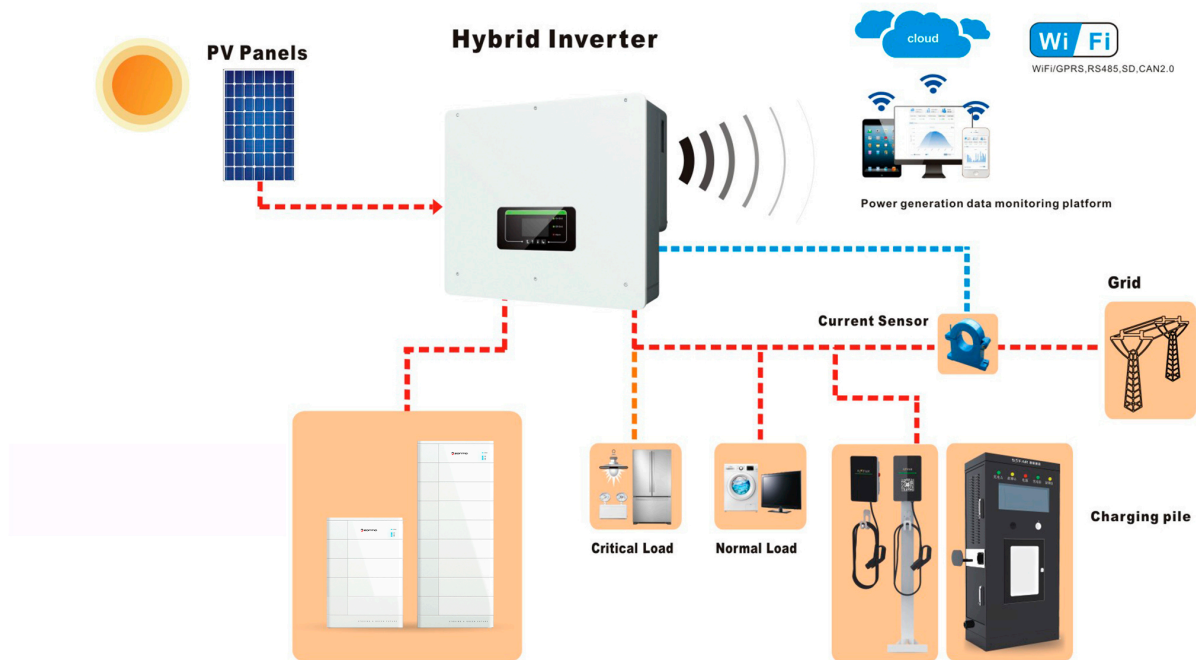 Hybrid Inverter
PV Panels
cloud
Wi Fi
WiFi/GPRS,RS485,SD,CAN2.0
Power generation data monitoring platform
Grid
Current Sensor
Critical Load
Normal Load
Charging pile